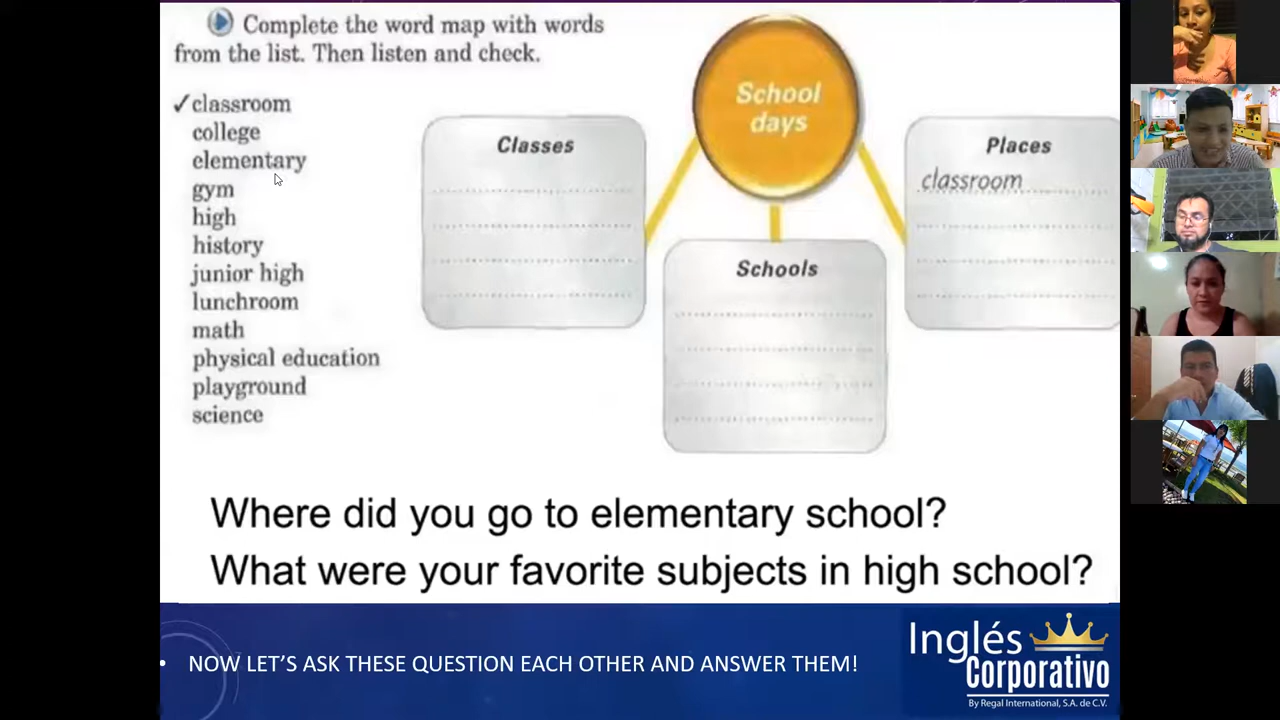 Complete the word map with words
from the list. Then listen and check.
✓classroom
college
elementary
gym
high
history
junior high
lunchroom
math
physical education
playground
science
Classes
School
days
Places
classroom
Schools
Where did you go to elementary school?
What were your favorite subjects in high school?
• NOW LET'S ASK THESE QUESTION EACH OTHER AND ANSWER THEM!
Inglés
Corporativo
By Regal International, S.A. de C.V.